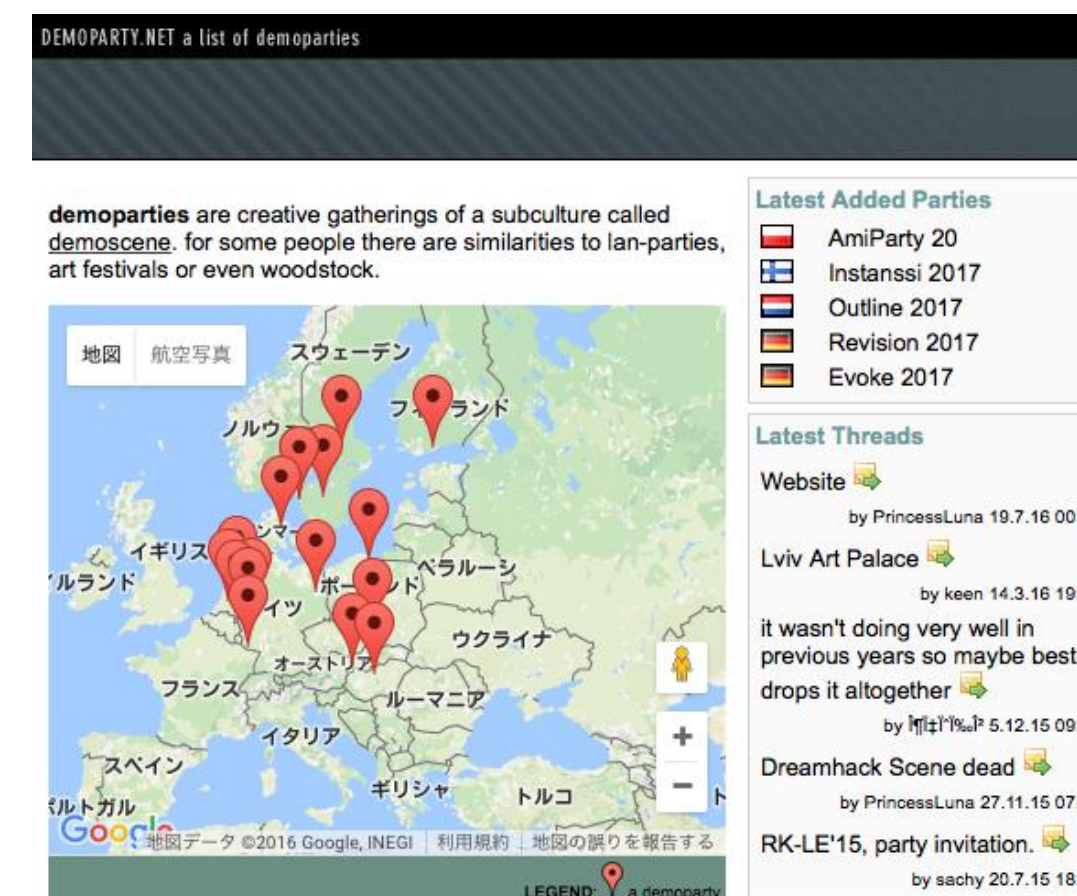 DEMOPARTY.NET a list of demoparties
demoparties are creative gatherings of a subculture called
demoscene. for some people there are similarities to lan-parties,
art festivals or even woodstock.
地図 航空写真
スウェーデン
ノルウ
ンマー
イギリス
イルランド
ベラルーシ
ポー ンド
イツ
ウクライナ
オーストリア
フランス
ルーマニア
イタリア
スペイン
ギリシャ
トルコ
ポルトガル
Google
地図データ ©2016 Google, INEGI 利用規約 地図の誤りを報告する
LEGEND: a demoparty
Latest Added Parties
AmiParty 20
Instanssi 2017
Outline 2017
Revision 2017
Evoke 2017
Latest Threads
Website
by PrincessLuna 19.7.16 00
Lviv Art Palace
by keen 14.3.16 19
it wasn't doing very well in
previous years so maybe best
drops it altogether
by 5.12.15 09
Dreamhack Scene dead
by PrincessLuna 27.11.15 07
RK-LE'15, party invitation.
by sachy 20.7.15 18